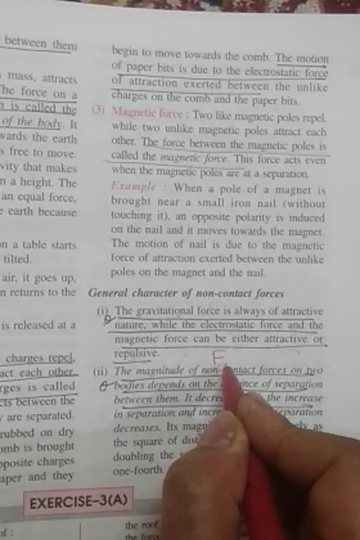 between them
mass, attracts
The force on a
n is called the
of the body. It
wards the earth
s free to move.
vity that makes
n a height. The
an equal force,
e earth because
on a table starts
tilted.
air, it goes up,
n returns to the
is released at a
charges repel,
act each other.
rges is called
cts between the
are separated.
rubbed on dry
omb is brought
pposite charges
aper and they
begin to move towards the comb. The motion
of paper bits is due to the electrostatic force
of attraction exerted between the unlike
charges on the comb and the paper bits.
(3) Magnetic force : Two like magnetic poles repel,
while two unlike magnetic poles attract each
other. The force between the magnetic poles is
called the magnetic force. This force acts even
when the magnetic poles are at a separation.
Example : When a pole of a magnet is
brought near a small iron nail (without
touching it), an opposite polarity is induced
on the nail and it moves towards the magnet.
The motion of nail is due to the magnetic
force of attraction exerted between the unlike
poles on the magnet and the nail.
General character of non-contact forces
(i) The gravitational force is always of attractive
nature, while the electrostatic force and the
magnetic force can be either attractive or
repulsive. F
(ii) The magnitude of non-contact forces on two
bodies depends on the of separation
between them. It the increase
in separation and
decreases. Its as
the square of
doubling the
one-fourth.
EXERCISE-3(A)
of :
the roof